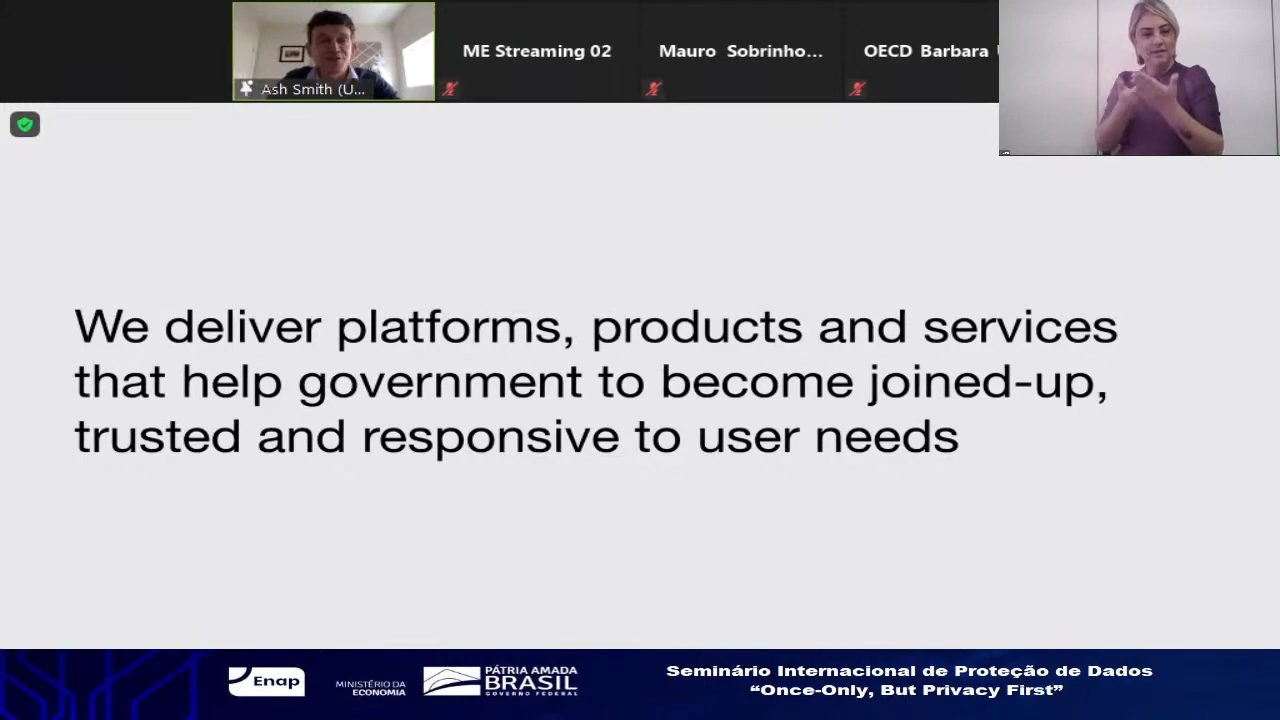 Ash Smith (U...
ME Streaming 02
Mauro Sobrinho...
OECD Barbara
We deliver platforms, products and services
that help government to become joined-up,
trusted and responsive to user needs
Enap
MINISTÉRIO DA
ECONOMIA
PÁTRIA AMADA
BRASIL
GOVERNO FEDERAL
Seminário Internacional de Proteção de Dados
“Once-Only, But Privacy First”